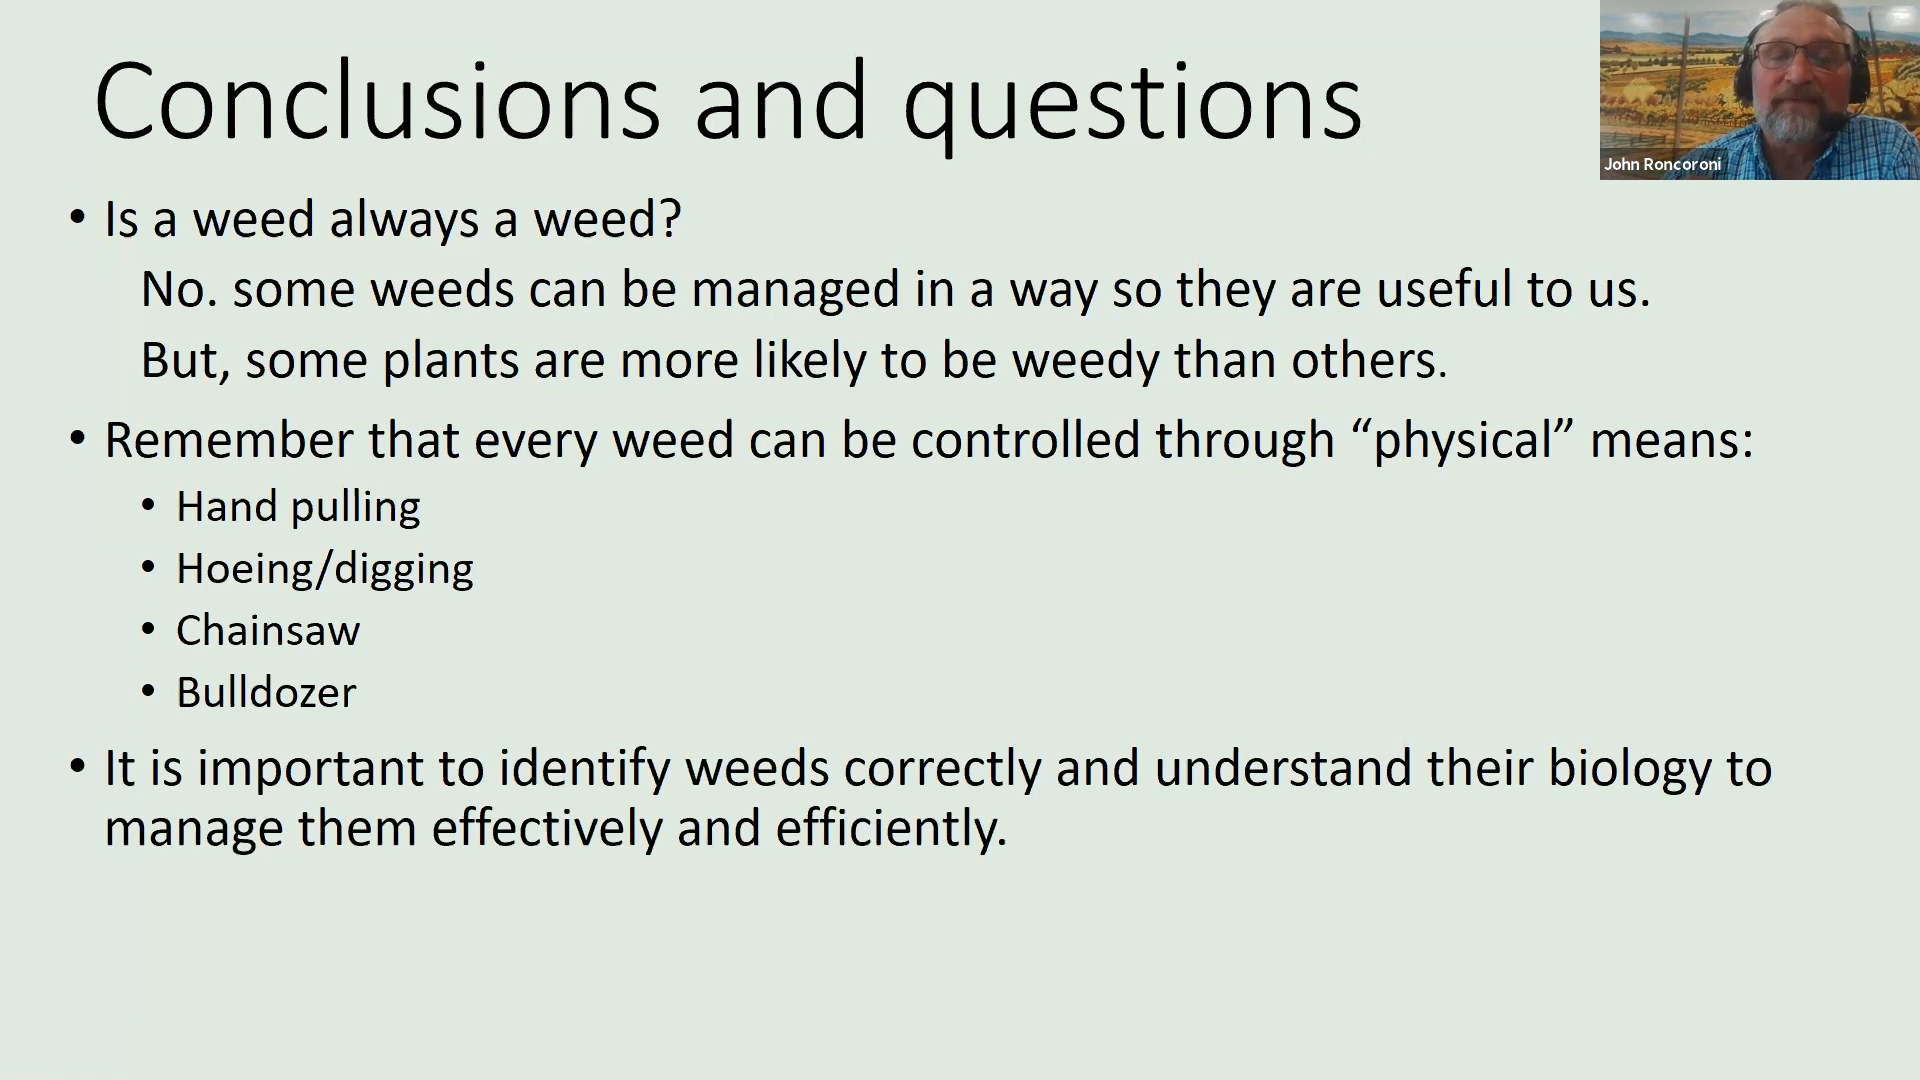 Conclusions and questions
John Roncoroni
• Is a weed always a weed?
No. some weeds can be managed in a way so they are useful to us.
But, some plants are more likely to be weedy than others.
• Remember that every weed can be controlled through “physical” means:
• Hand pulling
• Hoeing/digging
• Chainsaw
• Bulldozer
• It is important to identify weeds correctly and understand their biology to
manage them effectively and efficiently.